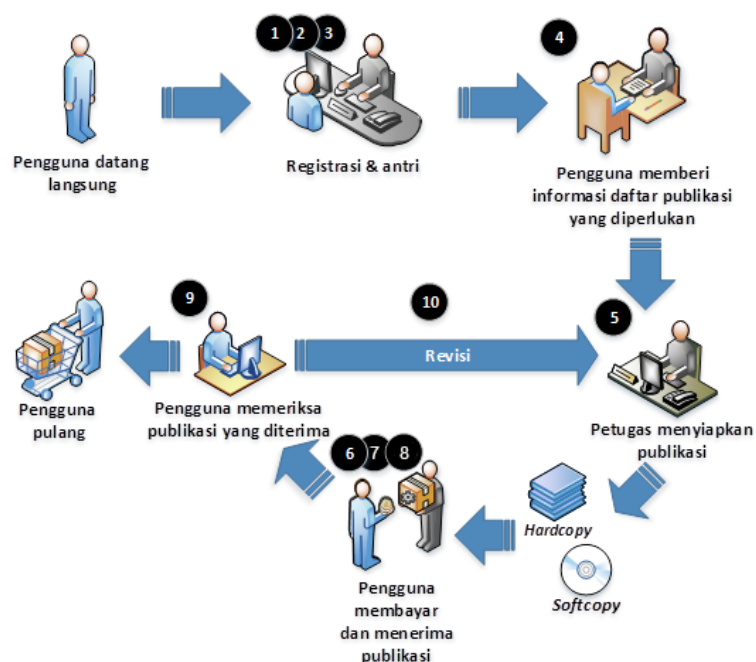 1 2 3
4
Pengguna datang
langsung
Registrasi & antri
Pengguna memberi
informasi daftar publikasi
yang diperlukan
9
10
5
Revisi
Pengguna
pulang
Pengguna memeriksa
publikasi yang diterima
Petugas menyiapkan
publikasi
6 7 8
Hardcopy
Softcopy
Pengguna
membayar
dan menerima
publikasi